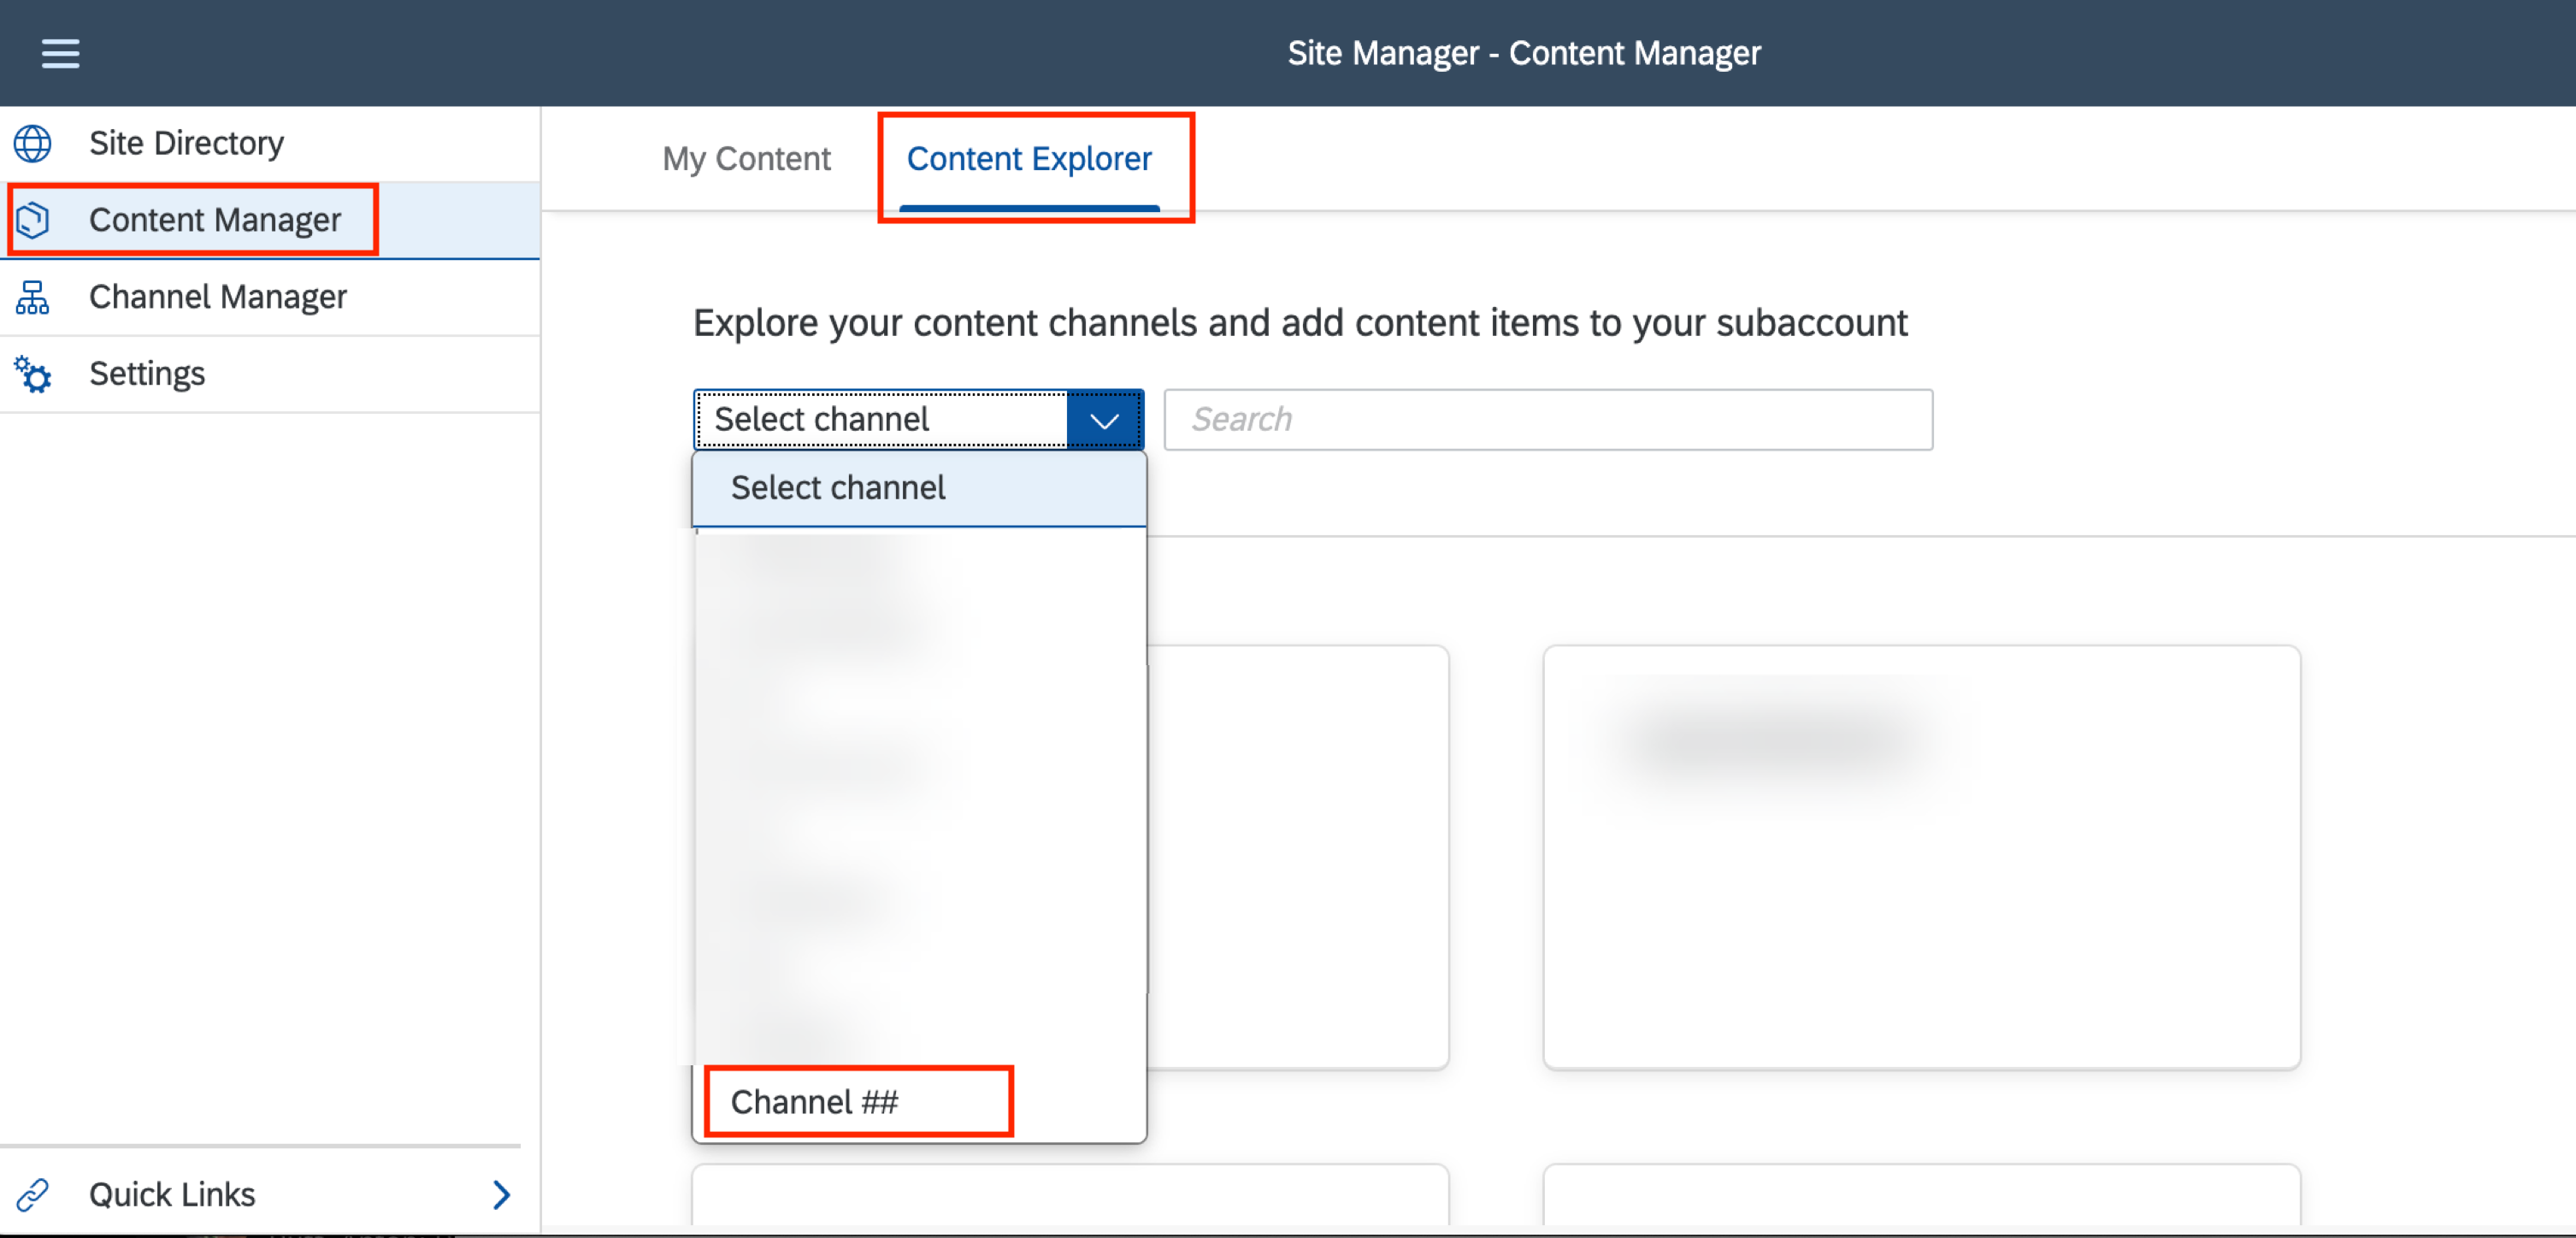 Site Manager - Content Manager
Site Directory
Content Manager
Channel Manager
Settings
Quick Links
My Content
Content Explorer
Explore your content channels and add content items to your subaccount
Select channel
Search
Select channel
Channel ##